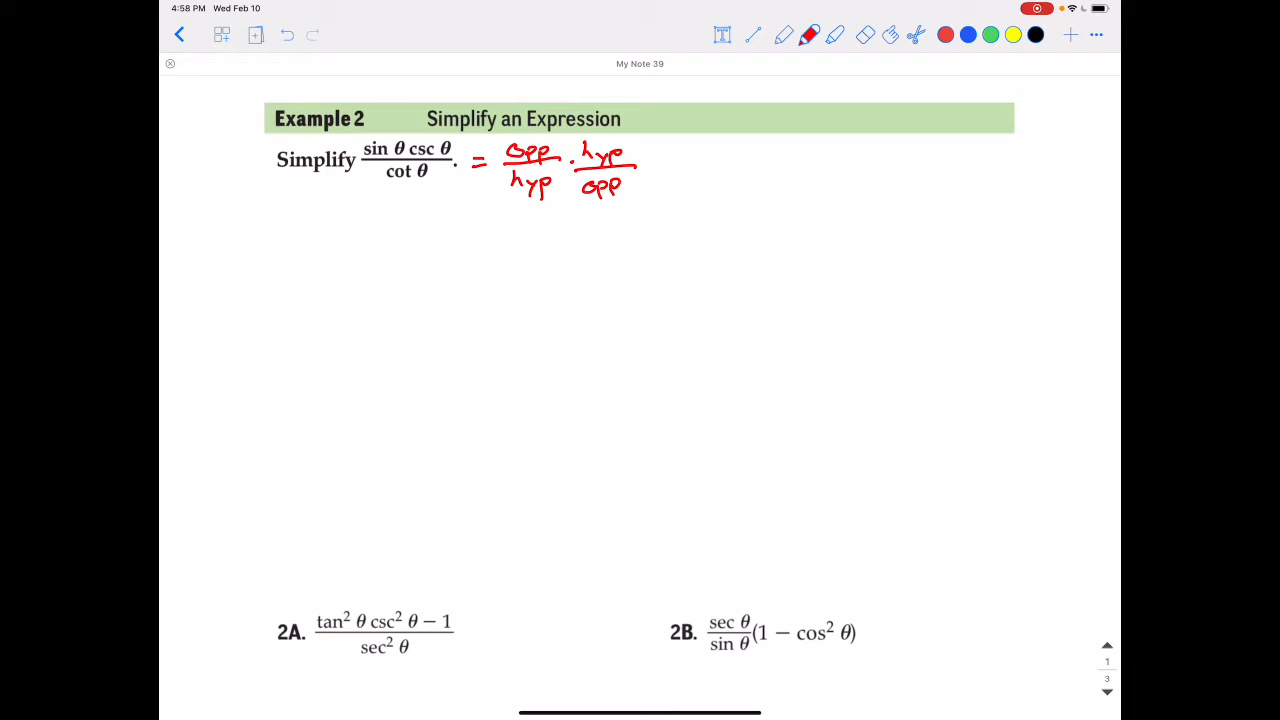 4:58 PM Wed Feb 10
T
My Note 39
Example 2 Simplify an Expression
Simplify sin θ csc θ / cot θ. = opp/hyp · hyp/opp
2A. tan² θ csc² θ − 1 / sec² θ
2B. sec θ / sin θ (1 − cos² θ)
1
3